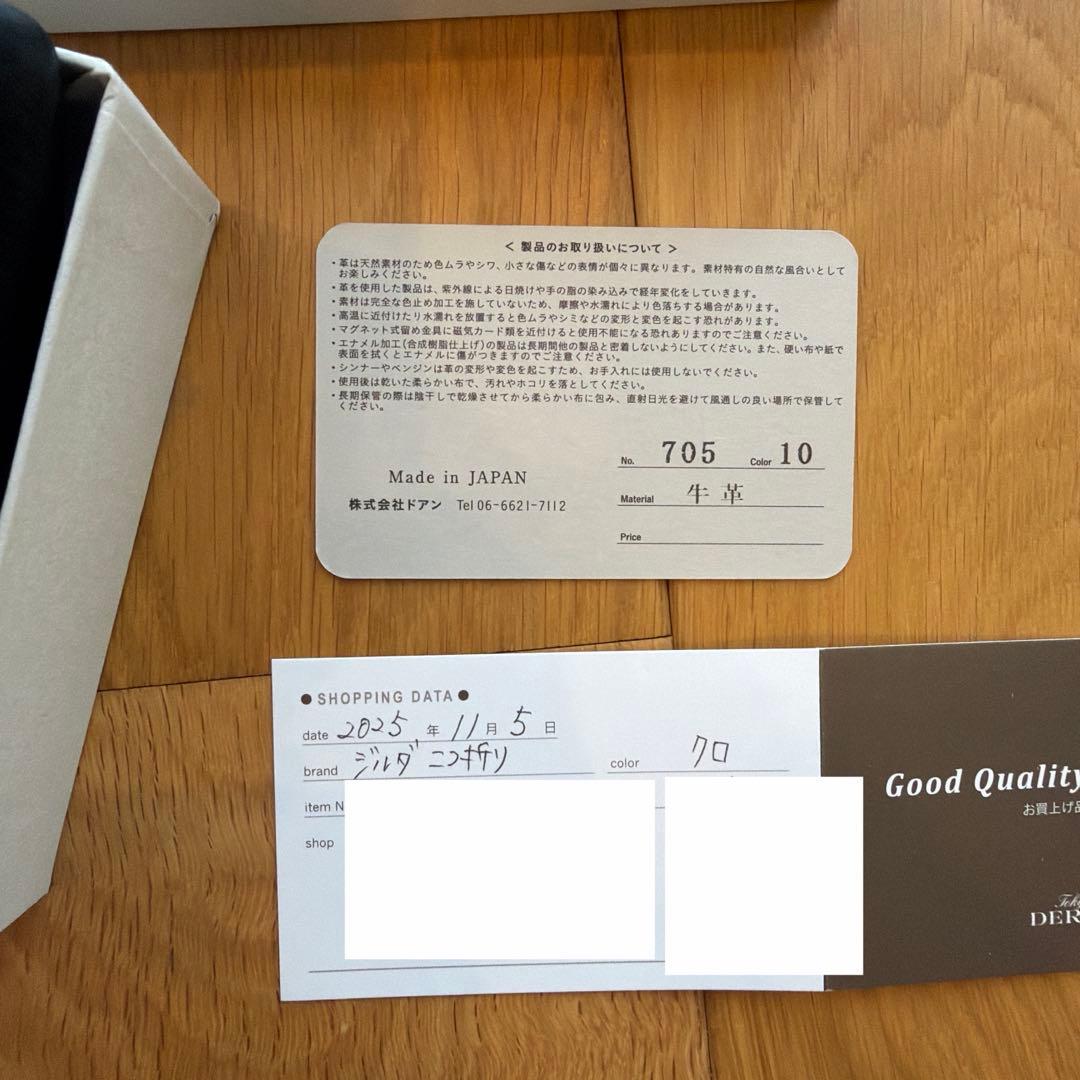 < 製品のお取り扱いについて >
・革は天然素材のため色ムラやシワ、小さな傷などの表情が個々に異なります。素材特有の自然な風合いとして
お楽しみください。
・革を使用した製品は、紫外線による日焼けや手の脂の染み込みで経年変化をしていきます。
・素材は完全な色止め加工を施していないため、摩擦や水濡れにより色落ちする場合があります。
・高温に近付けたり水濡れを放置すると色ムラやシミなどの変形と変色を起こす恐れがあります。
・マグネット式留め金具に磁気カード類を近付けると使用不能になる恐れありますのでご注意ください。
・エナメル加工(合成樹脂仕上げ)の製品は長期間他の製品と密着しないようにしてください。また、硬い布や紙で
表面を拭くとエナメルに傷がつきますのでご注意ください。
・シンナーやベンジンは革の変形や変色を起こすため、お手入れには使用しないでください。
・使用後は乾いた柔らかい布で、汚れやホコリを落としてください。
・長期保管の際は陰干しで乾燥させてから柔らかい布に包み、直射日光を避けて風通しの良い場所で保管して
ください。
No. 705 Color 10
Made in JAPAN
Material 牛革
株式会社ドアン Tel 06-6621-7112
Price
●SHOPPING DATA●
date 2025 年 11 月 5 日
brand ジルダ ニコキサリ color クロ
item N
shop
Good Quality
お買上げ品
DER